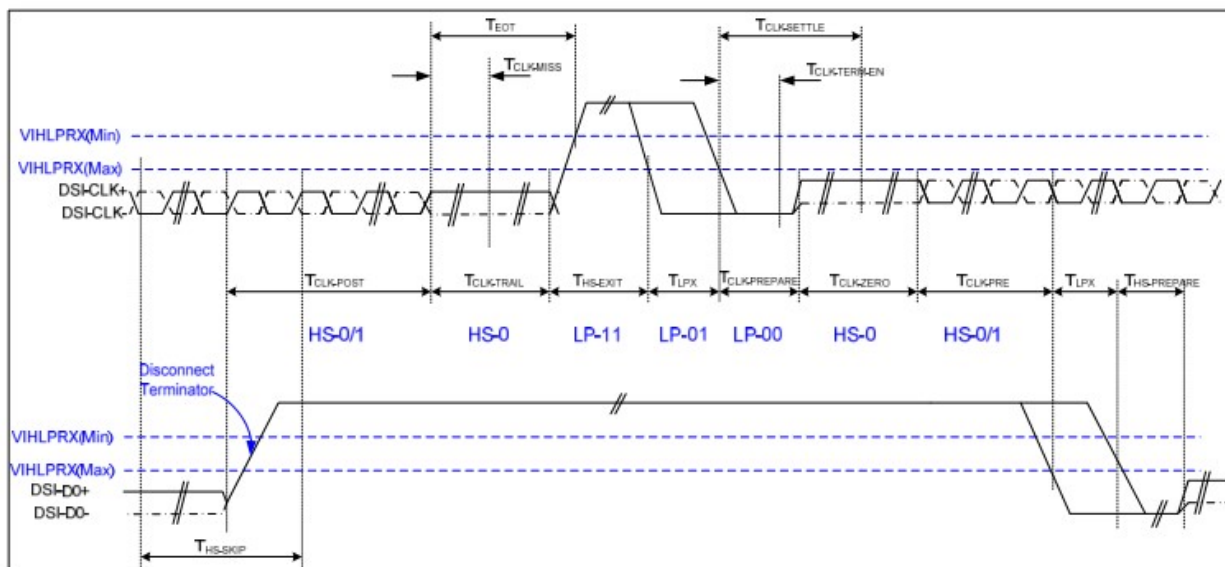 TEOT
TCLK-SETTLE
TCLK-MISS
TCLK-TERM-EN
VIHLPRX(Min)
VIHLPRX(Max)
DSI-CLK+
DSI-CLK-
TCLK-POST
TCLK-TRAIL
THS-EXIT
TLPX
TCLK-PREPARE
TCLK-ZERO
TCLK-PRE
TLPX
THS-PREPARE
HS-0/1
HS-0
LP-11
LP-01
LP-00
HS-0
HS-0/1
Disconnect
Terminator
VIHLPRX(Min)
VIHLPRX(Max)
DSI-D0+
DSI-D0-
THS-SKIP